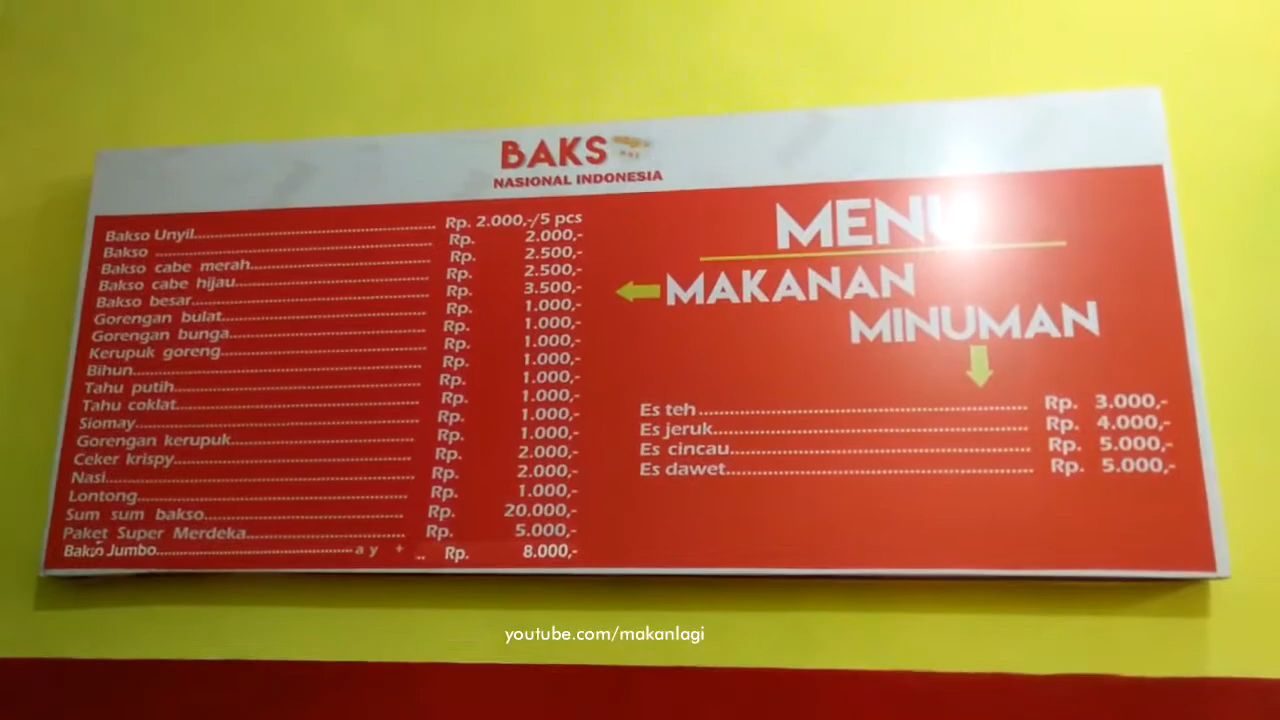 BAKS
NASIONAL INDONESIA
Bakso Unyil.......... Rp. 2.000,-/5 pcs
Bakso .......... Rp. 2.000,-
Bakso cabe merah.......... Rp. 2.500,-
Bakso cabe hijau.......... Rp. 2.500,-
Bakso besar.......... Rp. 3.500,-
Gorengan bulat.......... Rp. 1.000,-
Gorengan bunga.......... Rp. 1.000,-
Kerupuk goreng.......... Rp. 1.000,-
Bihun.......... Rp. 1.000,-
Tahu putih.......... Rp. 1.000,-
Tahu coklat.......... Rp. 1.000,-
Siomay.......... Rp. 1.000,-
Gorengan kerupuk.......... Rp. 1.000,-
Ceker krispy.......... Rp. 2.000,-
Nasi.......... Rp. 2.000,-
Lontong.......... Rp. 1.000,-
Sum sum bakso.......... Rp. 20.000,-
Paket Super Merdeka.......... Rp. 5.000,-
Bakso Jumbo.......... Rp. 8.000,-
MENU
MAKANAN
MINUMAN
Es teh.......... Rp. 3.000,-
Es jeruk.......... Rp. 4.000,-
Es cincau.......... Rp. 5.000,-
Es dawet.......... Rp. 5.000,-
youtube.com/makanlagi